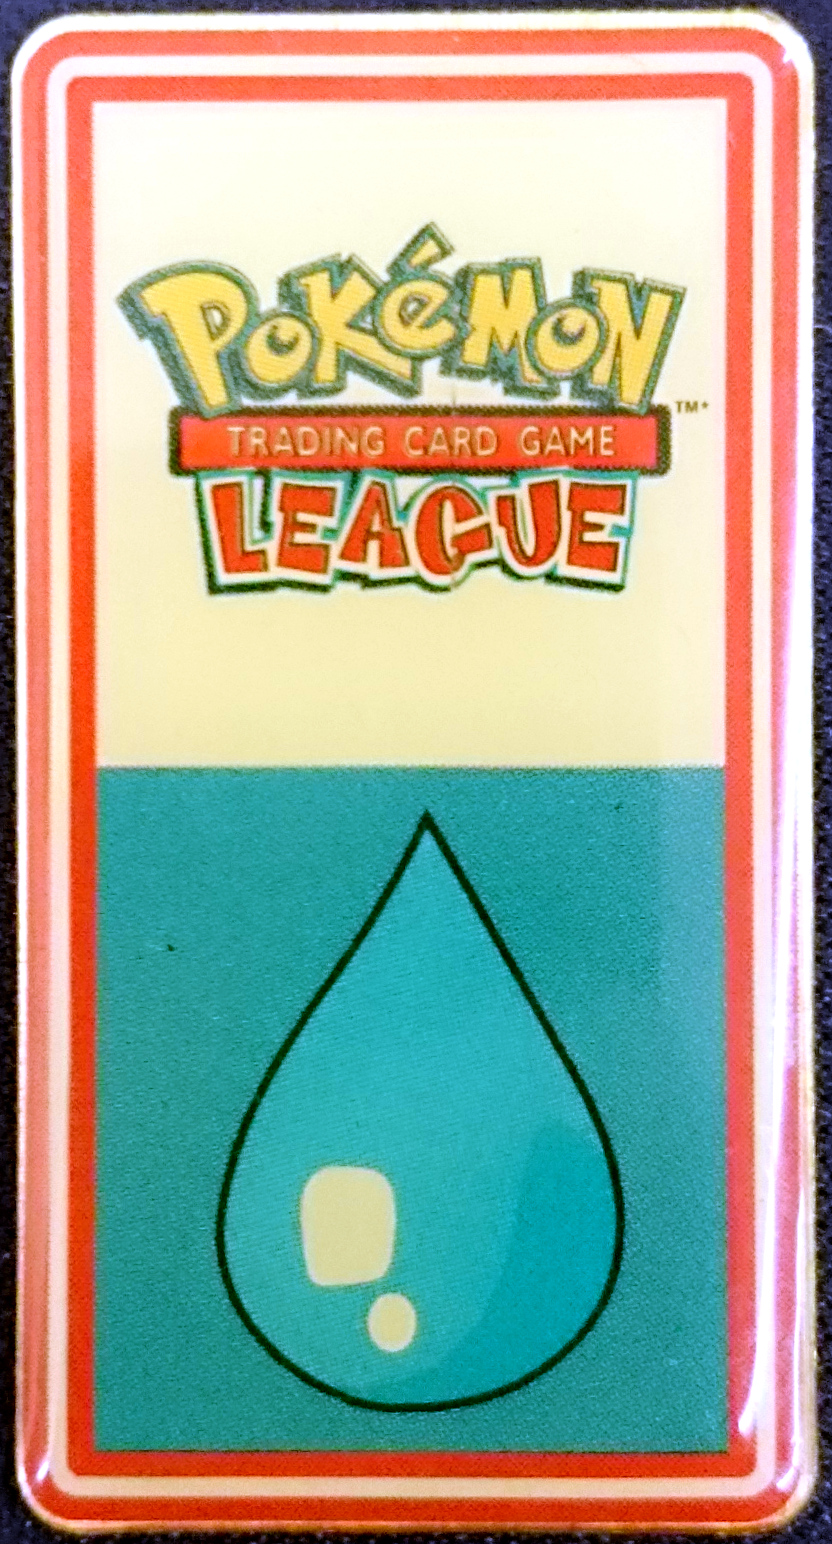 POKéMON
TM*
TRADING CARD GAME
LEAGUE